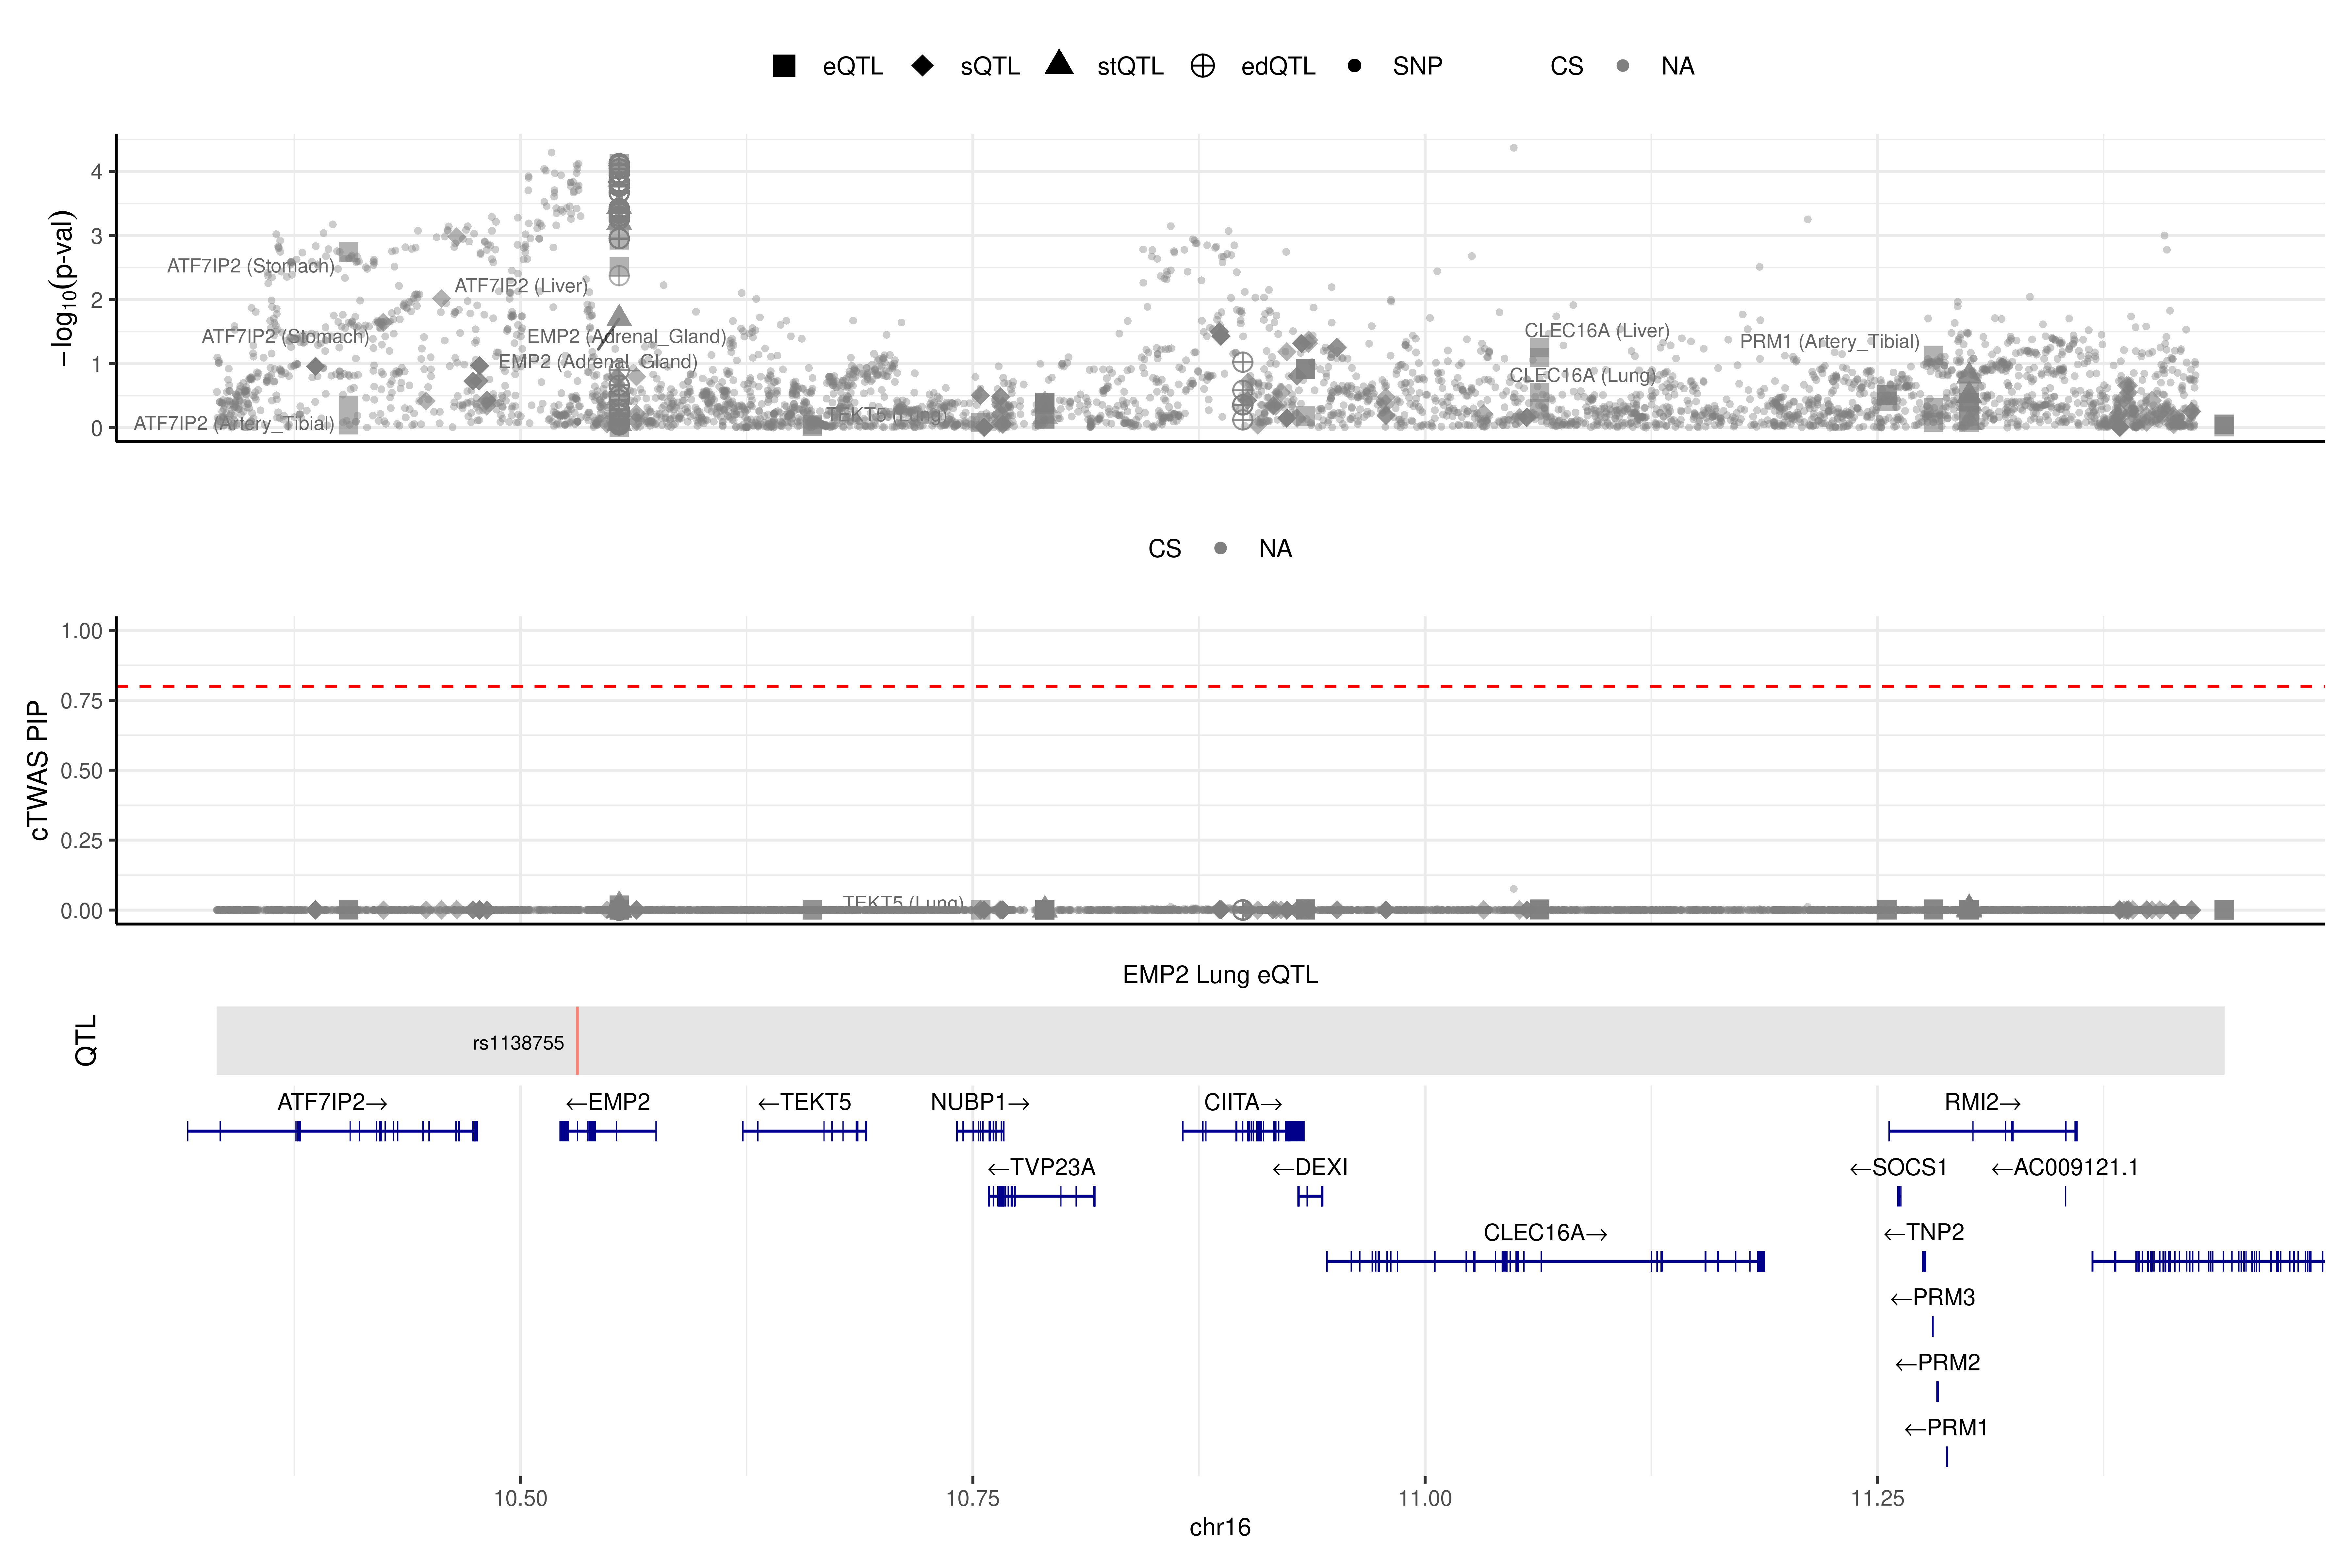 eQTL sQTL stQTL edQTL SNP CS NA
−log10(p-val)
4
3
2
1
0
ATF7IP2 (Stomach)
ATF7IP2 (Liver)
ATF7IP2 (Stomach)
EMP2 (Adrenal_Gland)
EMP2 (Adrenal_Gland)
ATF7IP2 (Artery_Tibial)
TEKT5 (Lung)
CLEC16A (Liver)
CLEC16A (Lung)
PRM1 (Artery_Tibial)
CS NA
cTWAS PIP
1.00
0.75
0.50
0.25
0.00
TEKT5 (Lung)
EMP2 Lung eQTL
QTL
rs1138755
ATF7IP2→ ←EMP2 ←TEKT5 NUBP1→ CIITA→ RMI2→
←TVP23A ←DEXI ←SOCS1 ←AC009121.1
CLEC16A→ ←TNP2
←PRM3
←PRM2
←PRM1
10.50 10.75 11.00 11.25
chr16